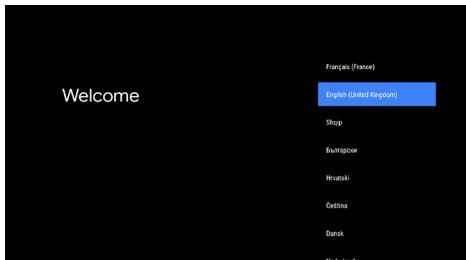 Welcome
Français (France)
English (United Kingdom)
Shqip
Български
Hrvatski
Čeština
Dansk